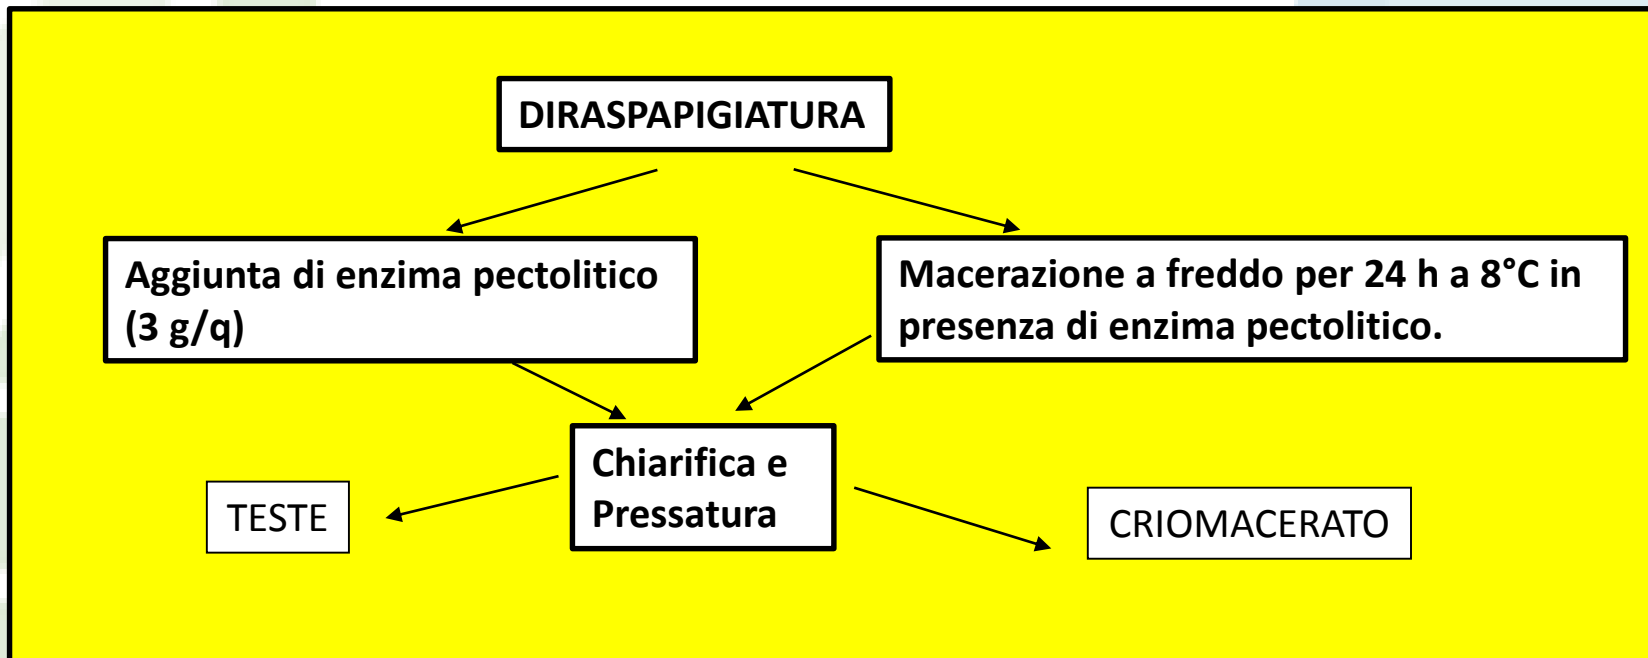 DIRASPAPIGIATURA
Aggiunta di enzima pectolitico
(3 g/q)
Macerazione a freddo per 24 h a 8°C in
presenza di enzima pectolitico.
Chiarifica e
Pressatura
TESTE
CRIOMACERATO